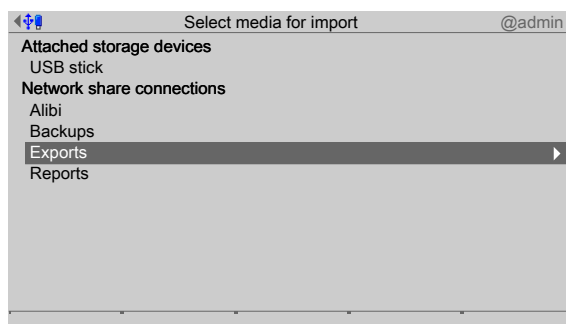 Select media for import @admin
Attached storage devices
USB stick
Network share connections
Alibi
Backups
Exports
Reports